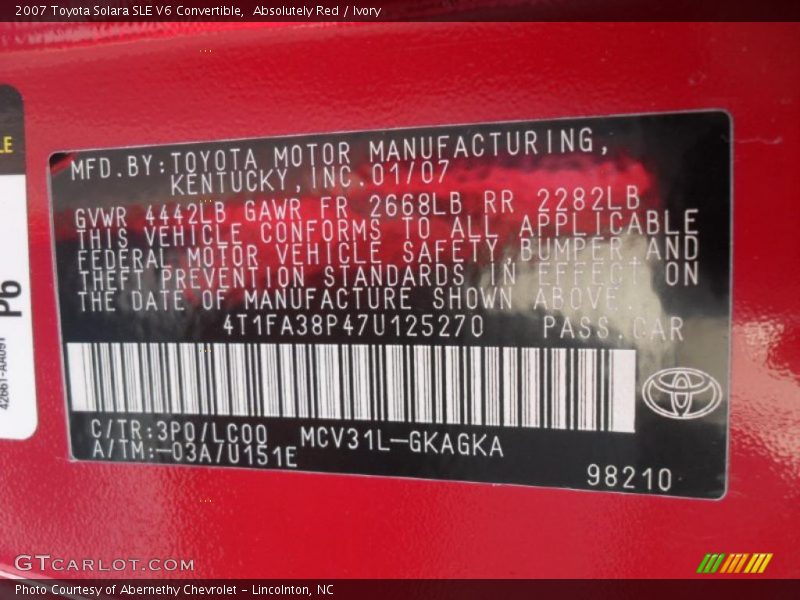 2007 Toyota Solara SLE V6 Convertible,  Absolutely Red / Ivory
LE
P6
MFD.BY:TOYOTA MOTOR MANUFACTURING,
KENTUCKY,INC.01/07
GVWR 4442LB GAWR FR 2668LB RR 2282LB
THIS VEHICLE CONFORMS TO ALL APPLICABLE
FEDERAL MOTOR VEHICLE SAFETY,BUMPER,AND
THEFT PREVENTION STANDARDS IN EFFECT ON
THE DATE OF MANUFACTURE SHOWN ABOVE.
4T1FA38P47U125270 PASS.CAR
C/TR:3P0/LC00 MCV31L-GKAGKA
A/TM:-03A/U151E
98210
GTCARLOT.COM
Photo Courtesy of Abernethy Chevrolet - Lincolnton, NC